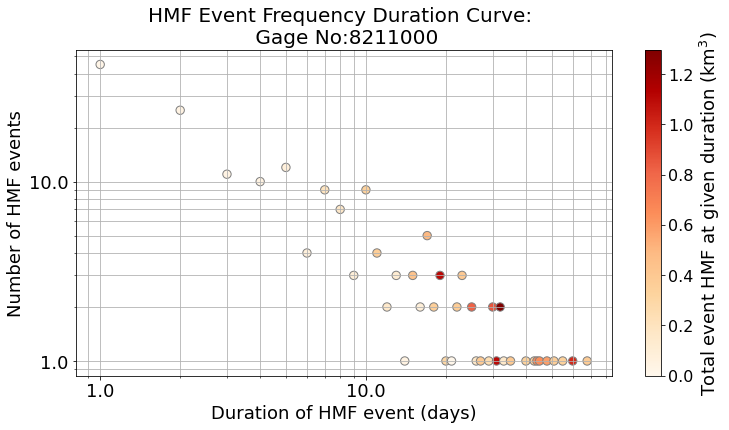 HMF Event Frequency Duration Curve:
Gage No:8211000
Number of HMF events
10.0
1.0
1.0
10.0
Duration of HMF event (days)
1.2
1.0
0.8
0.6
0.4
0.2
0.0
Total event HMF at given duration (km³)